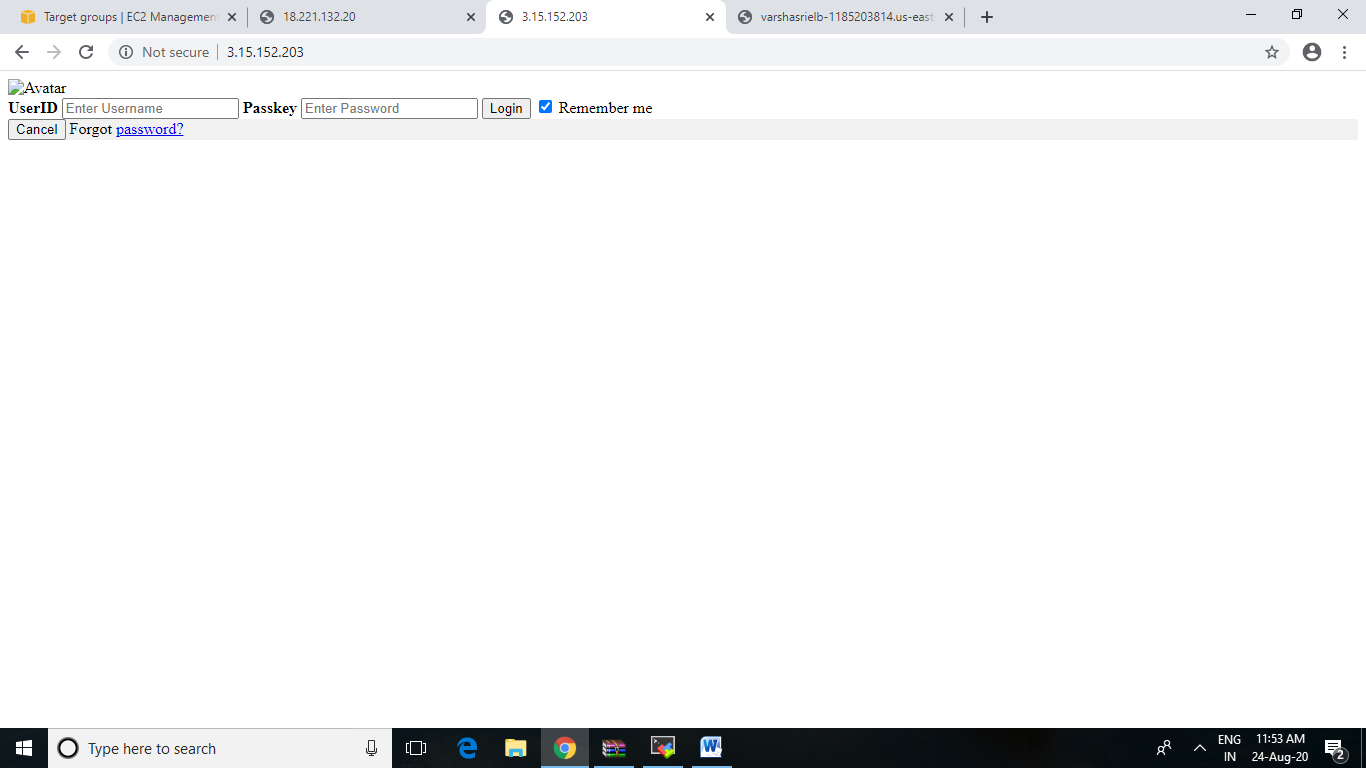 Target groups | EC2 Management
18.221.132.20
3.15.152.203
varshasrielb-1185203814.us-east
Not secure
3.15.152.203
Avatar
UserID Enter Username Passkey Enter Password Login Remember me
Cancel Forgot password?
Type here to search
ENG
IN
11:53 AM
24-Aug-20
2